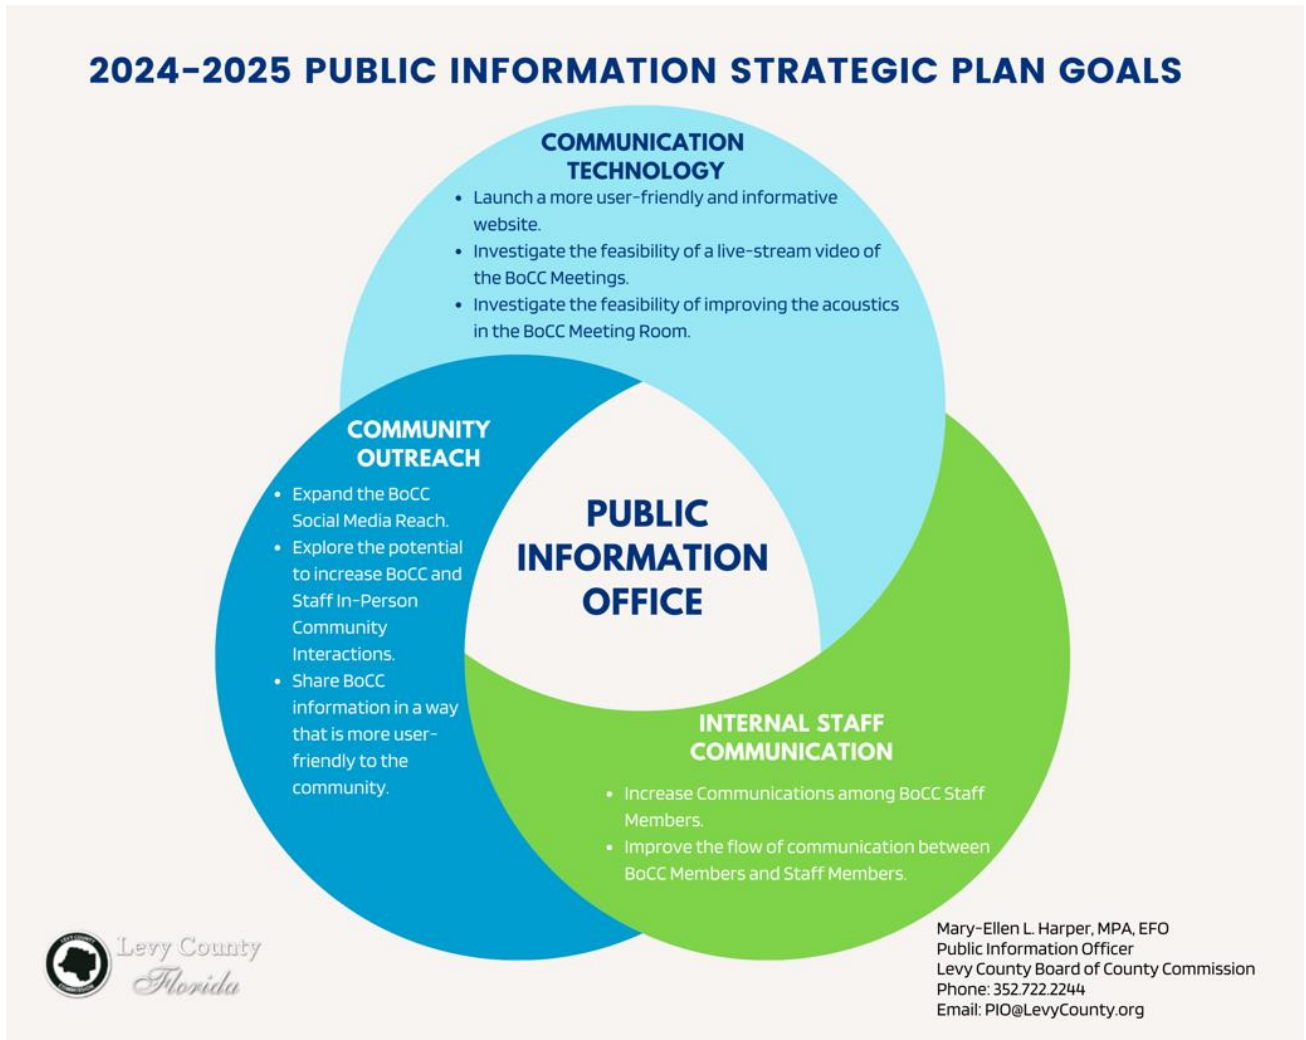 2024-2025 PUBLIC INFORMATION STRATEGIC PLAN GOALS
COMMUNICATION
TECHNOLOGY
• Launch a more user-friendly and informative
website.
• Investigate the feasibility of a live-stream video of
the BoCC Meetings.
• Investigate the feasibility of improving the acoustics
in the BoCC Meeting Room.
COMMUNITY
OUTREACH
• Expand the BoCC
Social Media Reach.
• Explore the potential
to increase BoCC and
Staff In-Person
Community
Interactions.
• Share BoCC
information in a way
that is more user-
friendly to the
community.
PUBLIC
INFORMATION
OFFICE
INTERNAL STAFF
COMMUNICATION
• Increase Communications among BoCC Staff
Members.
• Improve the flow of communication between
BoCC Members and Staff Members.
LEVY COUNTY
COMMISSION
Levy County
Florida
Mary-Ellen L. Harper, MPA, EFO
Public Information Officer
Levy County Board of County Commission
Phone: 352.722.2244
Email: PIO@LevyCounty.org